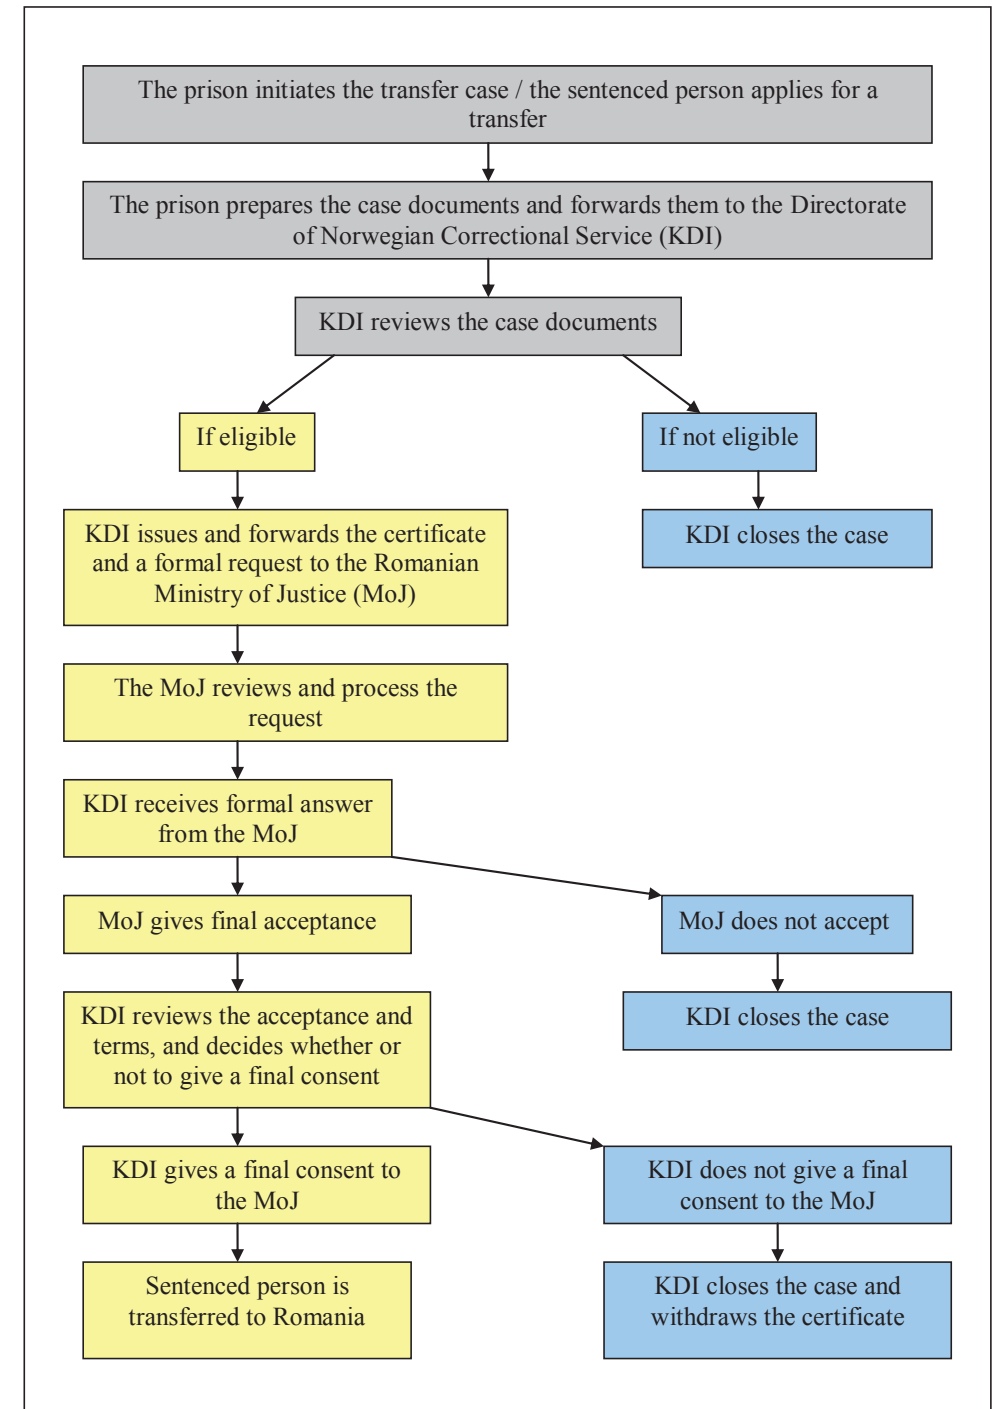 The prison initiates the transfer case / the sentenced person applies for a
transfer
The prison prepares the case documents and forwards them to the Directorate
of Norwegian Correctional Service (KDI)
KDI reviews the case documents
If eligible
If not eligible
KDI issues and forwards the certificate
and a formal request to the Romanian
Ministry of Justice (MoJ)
KDI closes the case
The MoJ reviews and process the
request
KDI receives formal answer
from the MoJ
MoJ gives final acceptance
MoJ does not accept
KDI reviews the acceptance and
terms, and decides whether or
not to give a final consent
KDI closes the case
KDI gives a final consent to
the MoJ
KDI does not give a final
consent to the MoJ
Sentenced person is
transferred to Romania
KDI closes the case and
withdraws the certificate